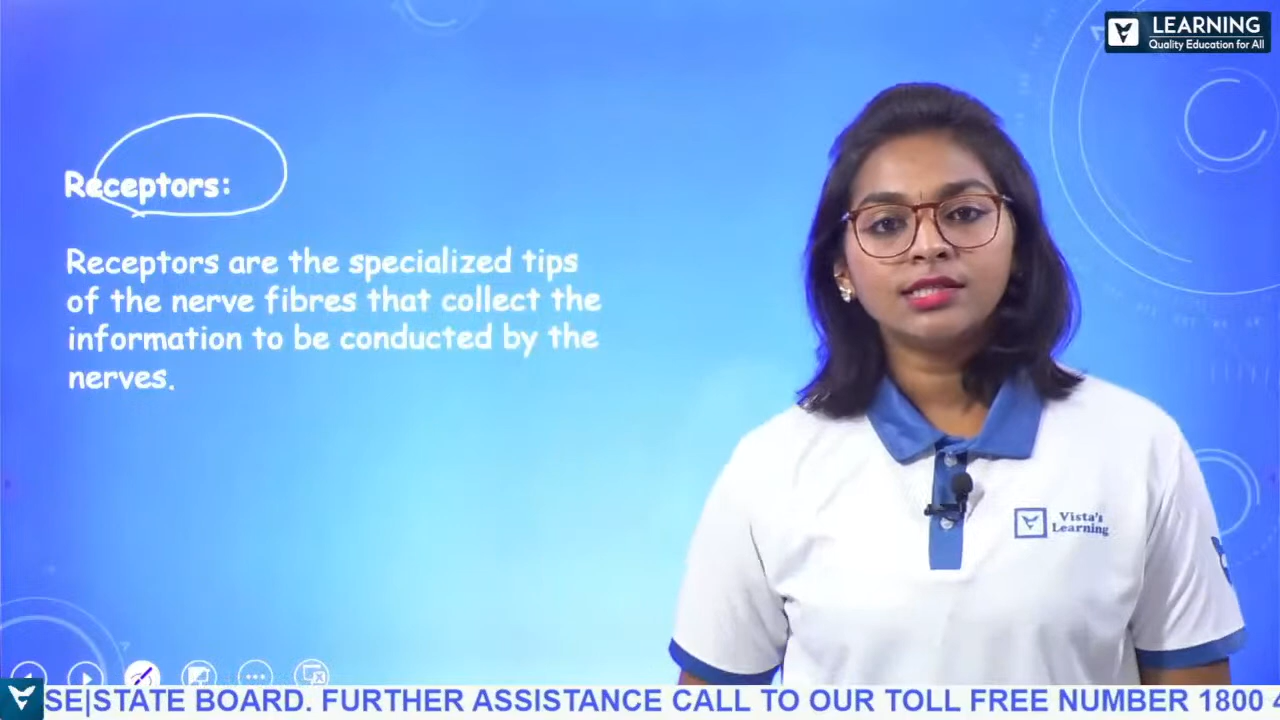 LEARNING
Quality Education for All
Receptors:
Receptors are the specialized tips
of the nerve fibres that collect the
information to be conducted by the
nerves.
Vista's
Learning
SE|STATE BOARD. FURTHER ASSISTANCE CALL TO OUR TOLL FREE NUMBER 1800